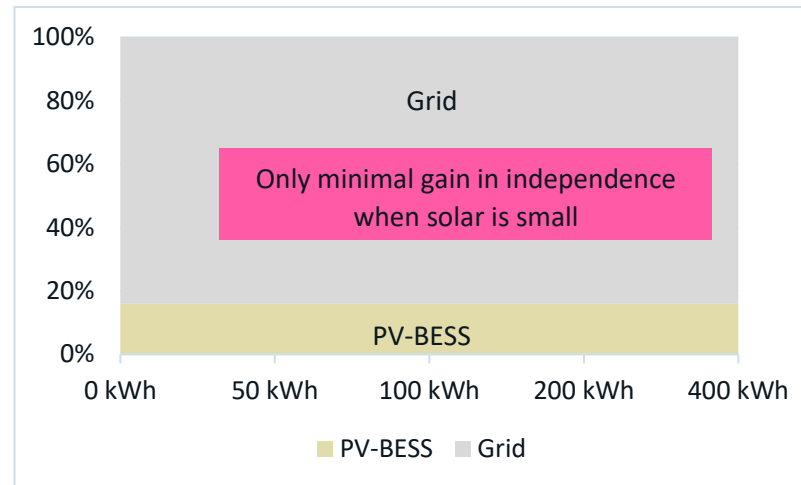 100%
80%
60%
40%
20%
0%
Grid
Only minimal gain in independence
when solar is small
PV-BESS
0 kWh 50 kWh 100 kWh 200 kWh 400 kWh
PV-BESS Grid